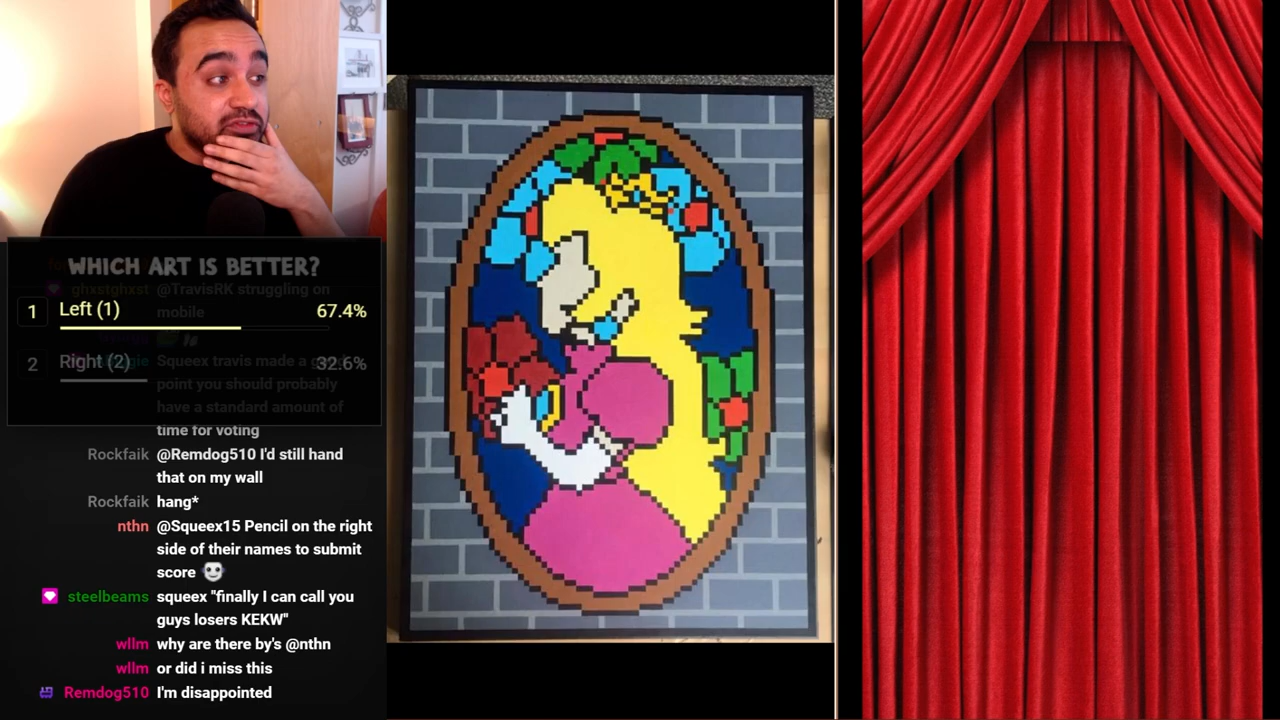 WHICH ART IS BETTER?
ghxstghxst @TravisRK struggling on
mobile
1 Left (1) 67.4%
2 Right (2) 32.6%
Squeex travis made a
point you should probably
have a standard amount of
time for voting
Rockfaik @Remdog510 I'd still hand
that on my wall
Rockfaik hang*
nthn @Squeex15 Pencil on the right
side of their names to submit
score
steelbeams squeex "finally I can call you
guys losers KEKW"
wllm why are there by's @nthn
wllm or did i miss this
Remdog510 I'm disappointed